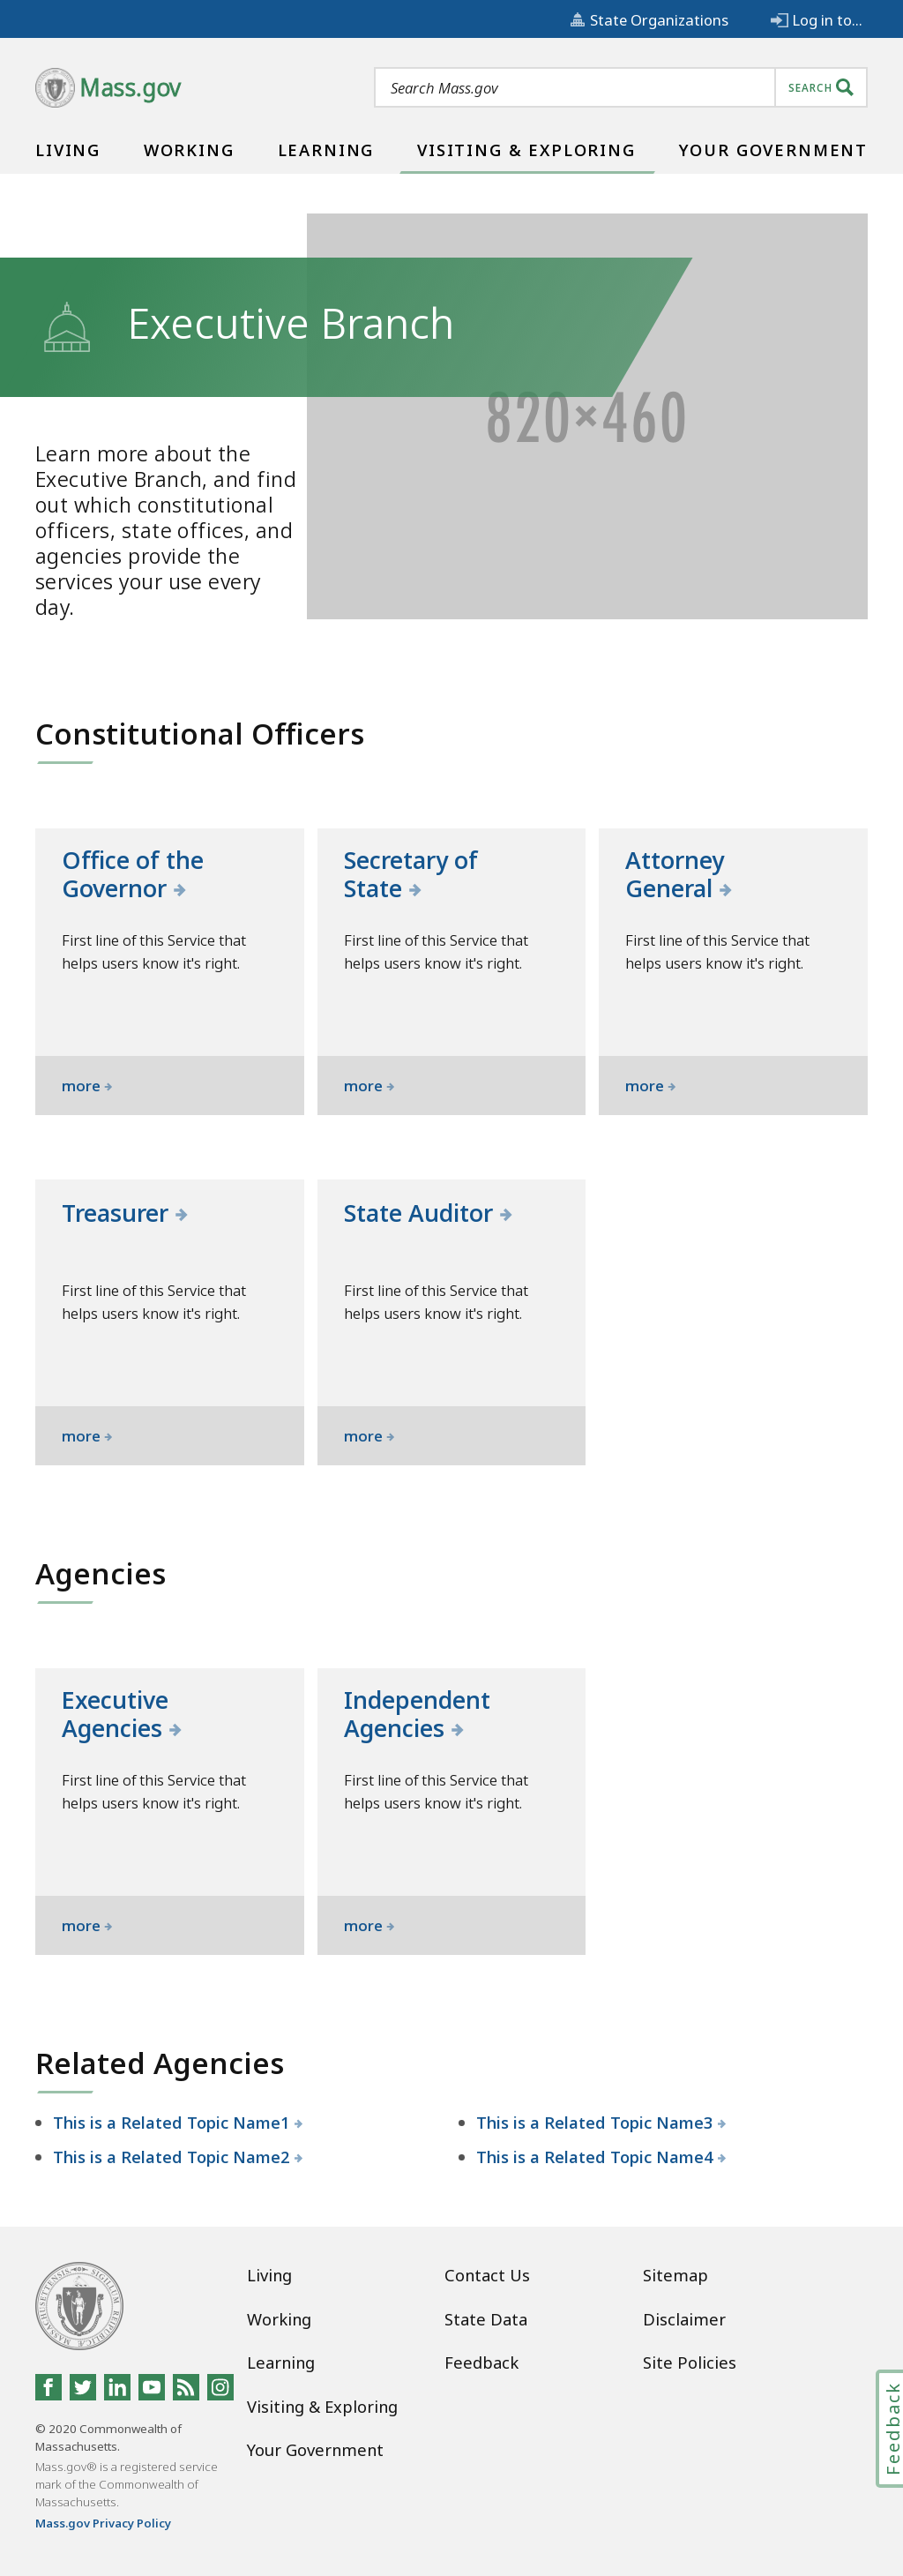 State Organizations
Log in to...
Mass.gov
Search Mass.gov
SEARCH
LIVING
WORKING
LEARNING
VISITING & EXPLORING
YOUR GOVERNMENT
Executive Branch
820×460
Learn more about the
Executive Branch, and find
out which constitutional
officers, state offices, and
agencies provide the
services your use every
day.
Constitutional Officers
Office of the
Governor
First line of this Service that
helps users know it's right.
more
Secretary of
State
First line of this Service that
helps users know it's right.
more
Attorney
General
First line of this Service that
helps users know it's right.
more
Treasurer
First line of this Service that
helps users know it's right.
more
State Auditor
First line of this Service that
helps users know it's right.
more
Agencies
Executive
Agencies
First line of this Service that
helps users know it's right.
more
Independent
Agencies
First line of this Service that
helps users know it's right.
more
Related Agencies
This is a Related Topic Name1
This is a Related Topic Name2
This is a Related Topic Name3
This is a Related Topic Name4
Living
Working
Learning
Visiting & Exploring
Your Government
Contact Us
State Data
Feedback
Sitemap
Disclaimer
Site Policies
© 2020 Commonwealth of
Massachusetts.
Mass.gov® is a registered service
mark of the Commonwealth of
Massachusetts.
Mass.gov Privacy Policy
Feedback